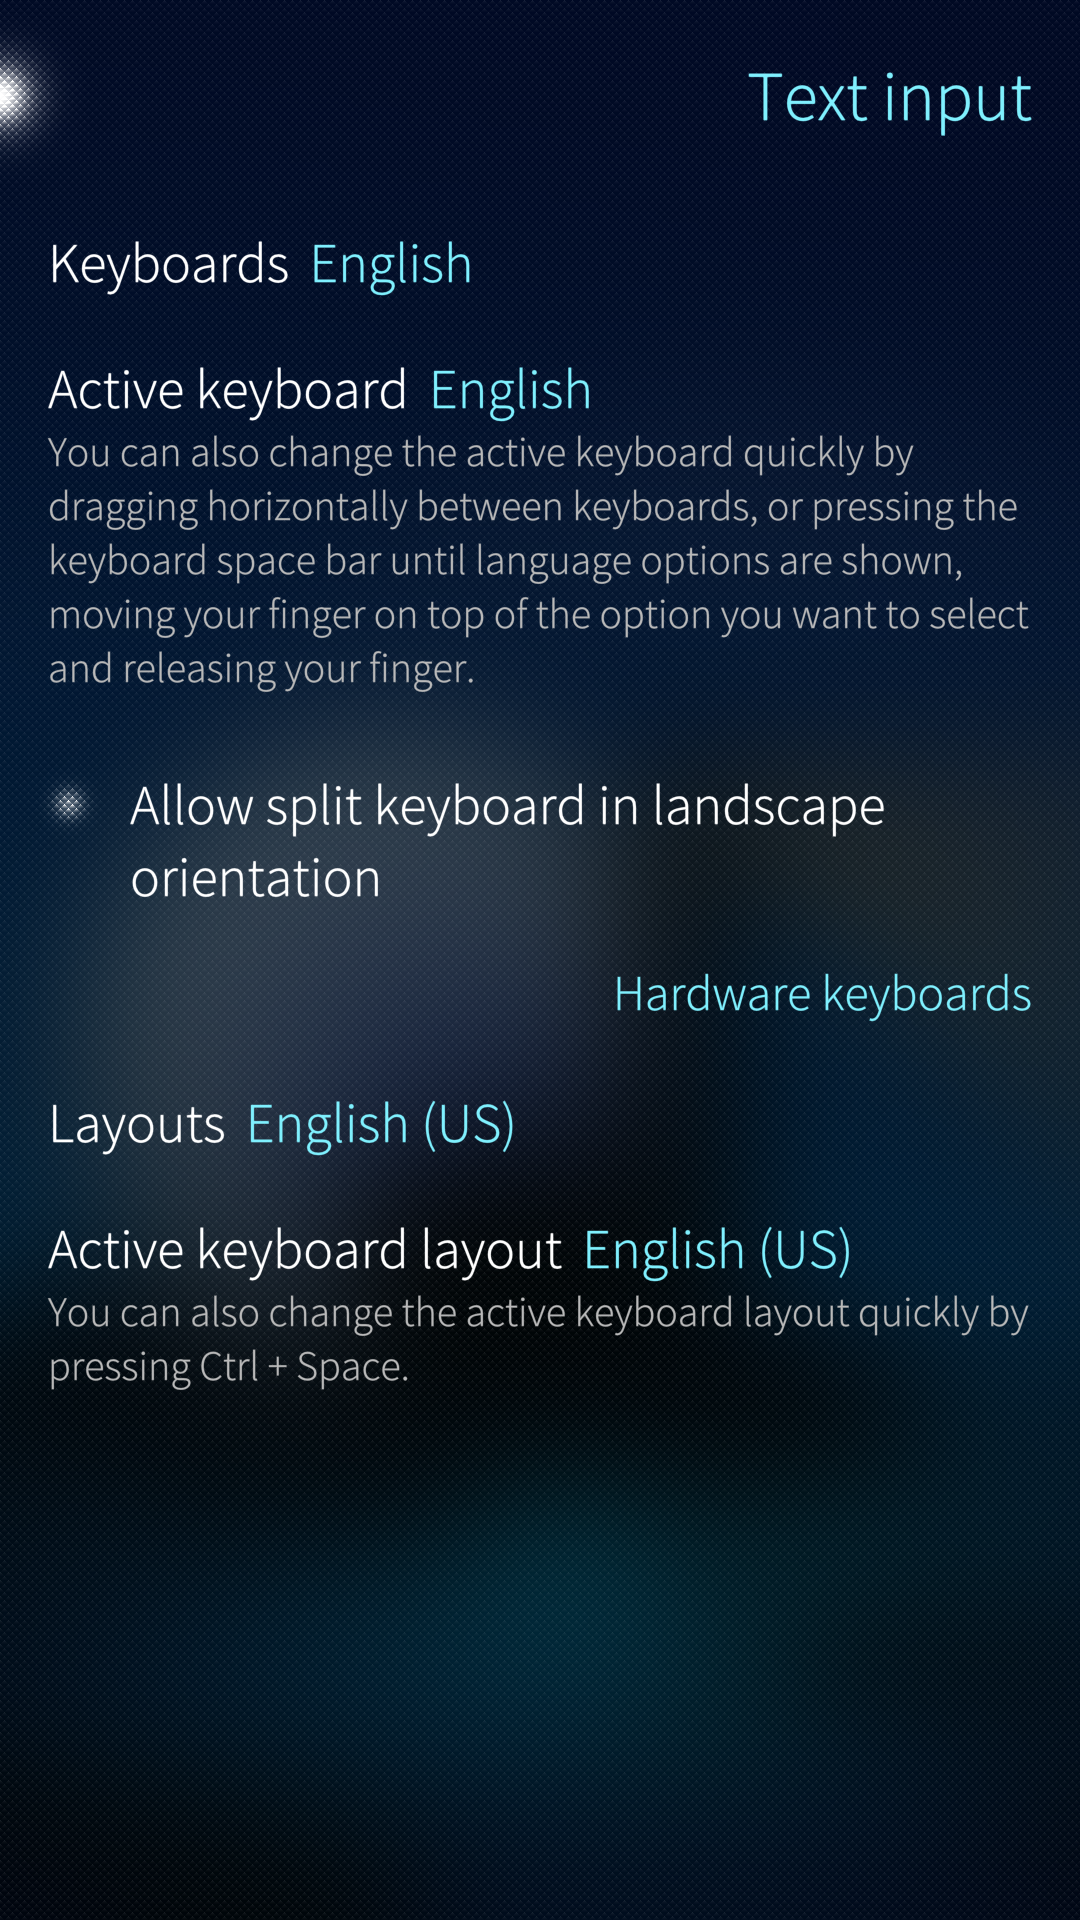 Text input
Keyboards English
Active keyboard English
You can also change the active keyboard quickly by
dragging horizontally between keyboards, or pressing the
keyboard space bar until language options are shown,
moving your finger on top of the option you want to select
and releasing your finger.
Allow split keyboard in landscape
orientation
Hardware keyboards
Layouts English (US)
Active keyboard layout English (US)
You can also change the active keyboard layout quickly by
pressing Ctrl + Space.